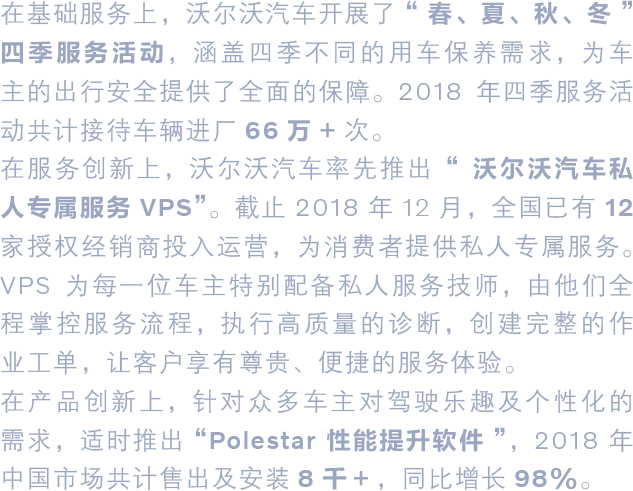 在基础服务上，沃尔沃汽车开展了“ 春、夏、秋、冬 ”
四季服务活动，涵盖四季不同的用车保养需求，为车
主的出行安全提供了全面的保障。2018 年四季服务活
动共计接待车辆进厂 66 万 + 次。
在服务创新上，沃尔沃汽车率先推出“ 沃尔沃汽车私
人专属服务 VPS”。截止 2018 年 12 月，全国已有 12
家授权经销商投入运营，为消费者提供私人专属服务。
VPS 为每一位车主特别配备私人服务技师，由他们全
程掌控服务流程，执行高质量的诊断，创建完整的作
业工单，让客户享有尊贵、便捷的服务体验。
在产品创新上，针对众多车主对驾驶乐趣及个性化的
需求，适时推出“Polestar 性能提升软件 ”，2018 年
中国市场共计售出及安装 8 千＋，同比增长 98%。